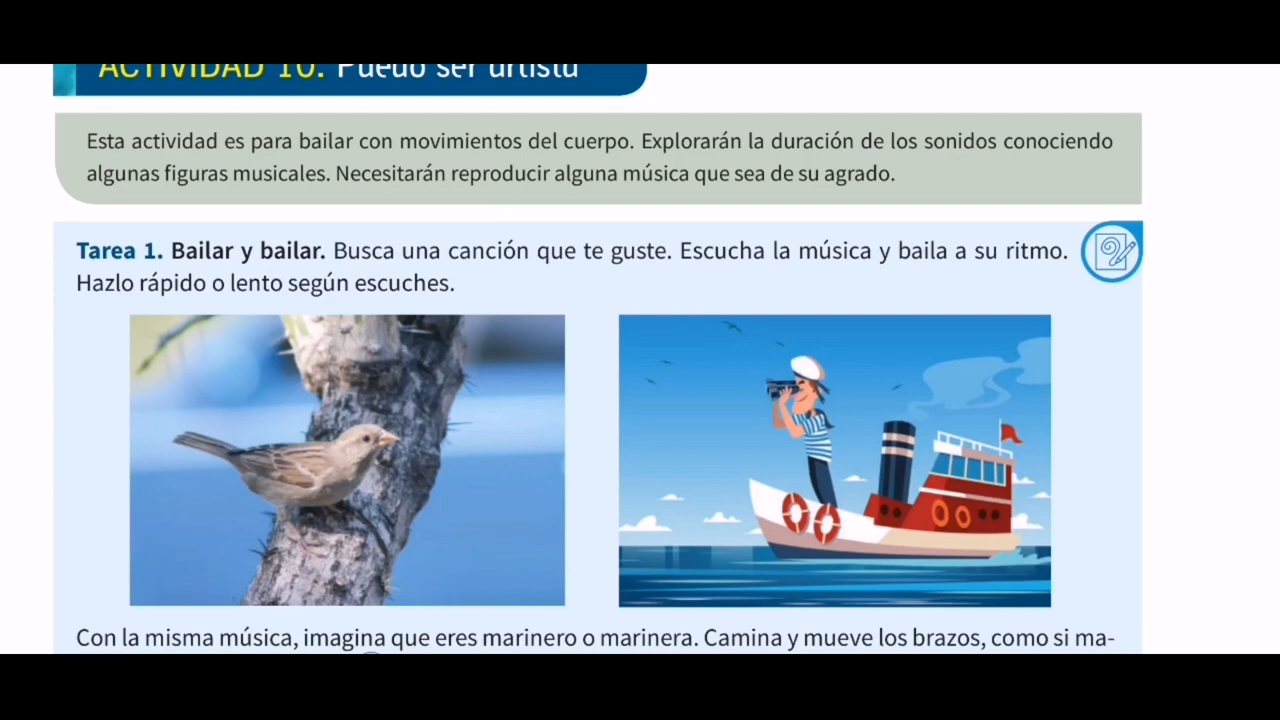 ACTIVIDAD 10. Puedo ser artista
Esta actividad es para bailar con movimientos del cuerpo. Explorarán la duración de los sonidos conociendo
algunas figuras musicales. Necesitarán reproducir alguna música que sea de su agrado.
Tarea 1. Bailar y bailar. Busca una canción que te guste. Escucha la música y baila a su ritmo.
Hazlo rápido o lento según escuches.
Con la misma música, imagina que eres marinero o marinera. Camina y mueve los brazos, como si ma-